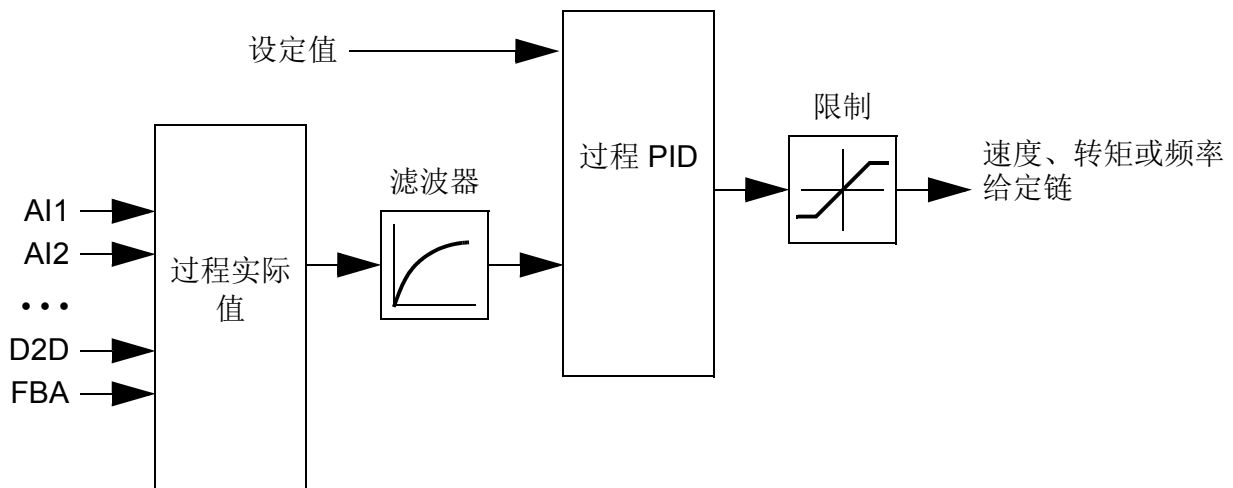 设定值
过程 PID
限制
速度、转矩或频率
给定链
滤波器
AI1
AI2
过程实际
值
• • •
D2D
FBA